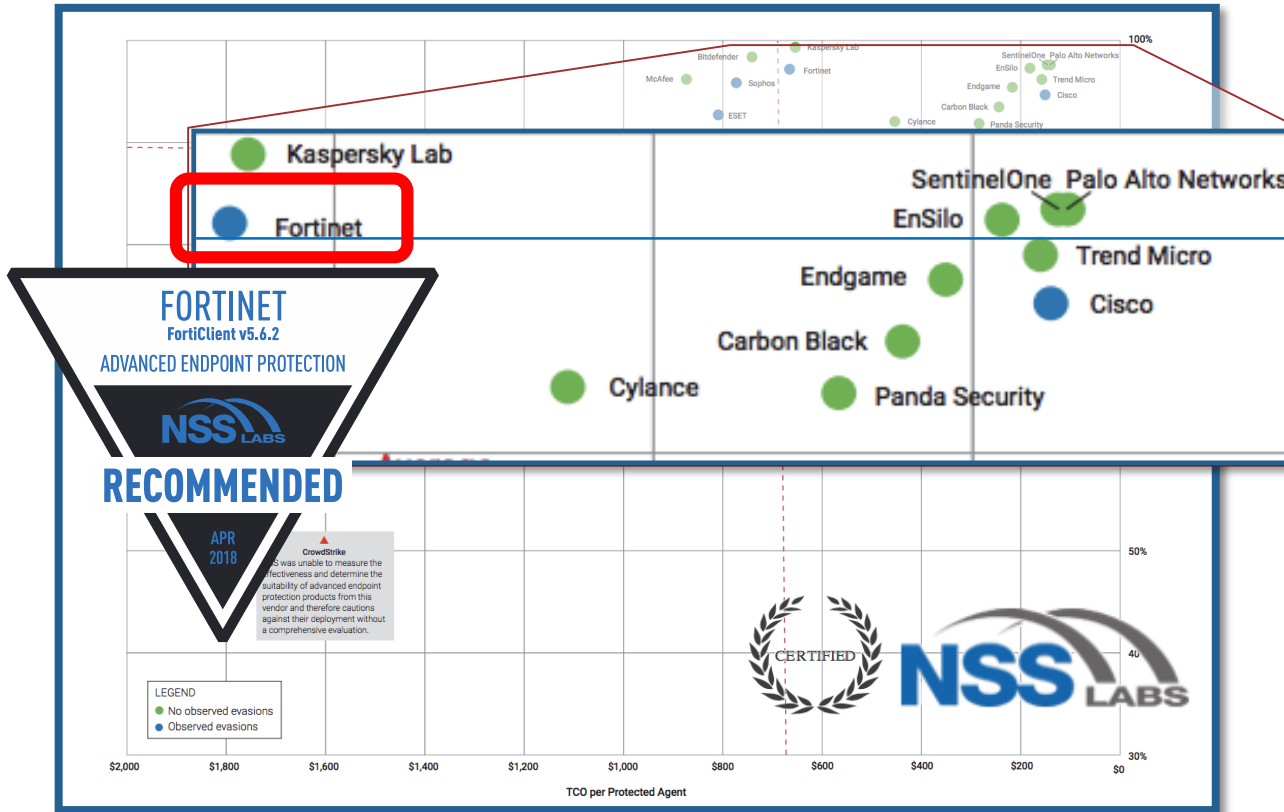 100%
Kaspersky Lab
Bitdefender
Fortinet
McAfee
Sophos
ESET
SentinelOne Palo Alto Networks
EnSilo
Trend Micro
Endgame
Cisco
Carbon Black
Cylance
Panda Security
Kaspersky Lab
Fortinet
SentinelOne Palo Alto Networks
EnSilo
Trend Micro
Endgame
Cisco
Carbon Black
Cylance
Panda Security
FORTINET
FortiClient v5.6.2
ADVANCED ENDPOINT PROTECTION
NSS LABS
RECOMMENDED
APR
2018
CrowdStrike
was unable to measure the
effectiveness and determine the
suitability of advanced endpoint
protection products from this
vendor and therefore cautions
against their deployment without
a comprehensive evaluation.
50%
CERTIFIED
NSS LABS
40
LEGEND
No observed evasions
Observed evasions
30%
$2,000 $1,800 $1,600 $1,400 $1,200 $1,000 $800 $600 $400 $200 $0
TCO per Protected Agent